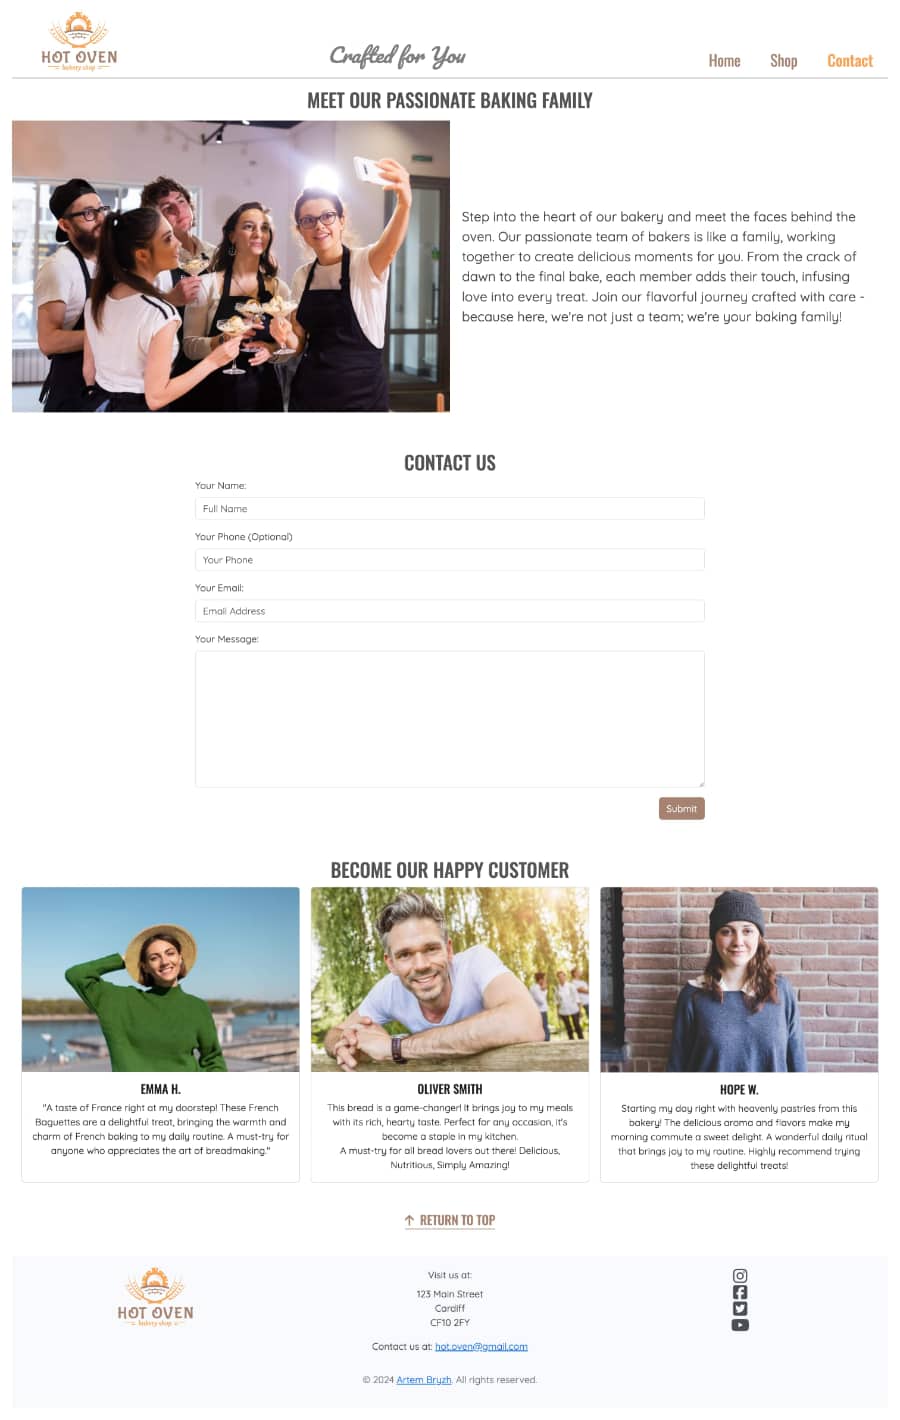 HOT OVEN
bakery shop
Crafted for You
Home Shop Contact
MEET OUR PASSIONATE BAKING FAMILY
Step into the heart of our bakery and meet the faces behind the
oven. Our passionate team of bakers is like a family, working
together to create delicious moments for you. From the crack of
dawn to the final bake, each member adds their touch, infusing
love into every treat. Join our flavorful journey crafted with care -
because here, we're not just a team; we're your baking family!
CONTACT US
Your Name:
Full Name
Your Phone (Optional)
Your Phone
Your Email:
Email Address
Your Message:
Submit
BECOME OUR HAPPY CUSTOMER
EMMA H.
"A taste of France right at my doorstep! These French
Baguettes are a delightful treat, bringing the warmth and
charm of French baking to my daily routine. A must-try for
anyone who appreciates the art of breadmaking."
OLIVER SMITH
This bread is a game-changer! It brings joy to my meals
with its rich, hearty taste. Perfect for any occasion, it's
become a staple in my kitchen.
A must-try for all bread lovers out there! Delicious,
Nutritious, Simply Amazing!
HOPE W.
Starting my day right with heavenly pastries from this
bakery! The delicious aroma and flavors make my
morning commute a sweet delight. A wonderful daily ritual
that brings joy to my routine. Highly recommend trying
these delightful treats!
↑ RETURN TO TOP
HOT OVEN
bakery shop
Visit us at:
123 Main Street
Cardiff
CF10 2FY
Contact us at: hot.oven@gmail.com
© 2024 Artem Bryzh. All rights reserved.